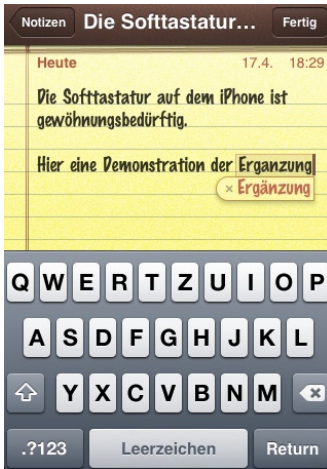 Notizen Die Softtastatur... Fertig
Heute 17.4. 18:29
Die Softtastatur auf dem iPhone ist
gewöhnungsbedürftig.
Hier eine Demonstration der Erganzung
× Ergänzung
Q W E R T Z U I O P
A S D F G H J K L
Y X C V B N M
.?123 Leerzeichen Return